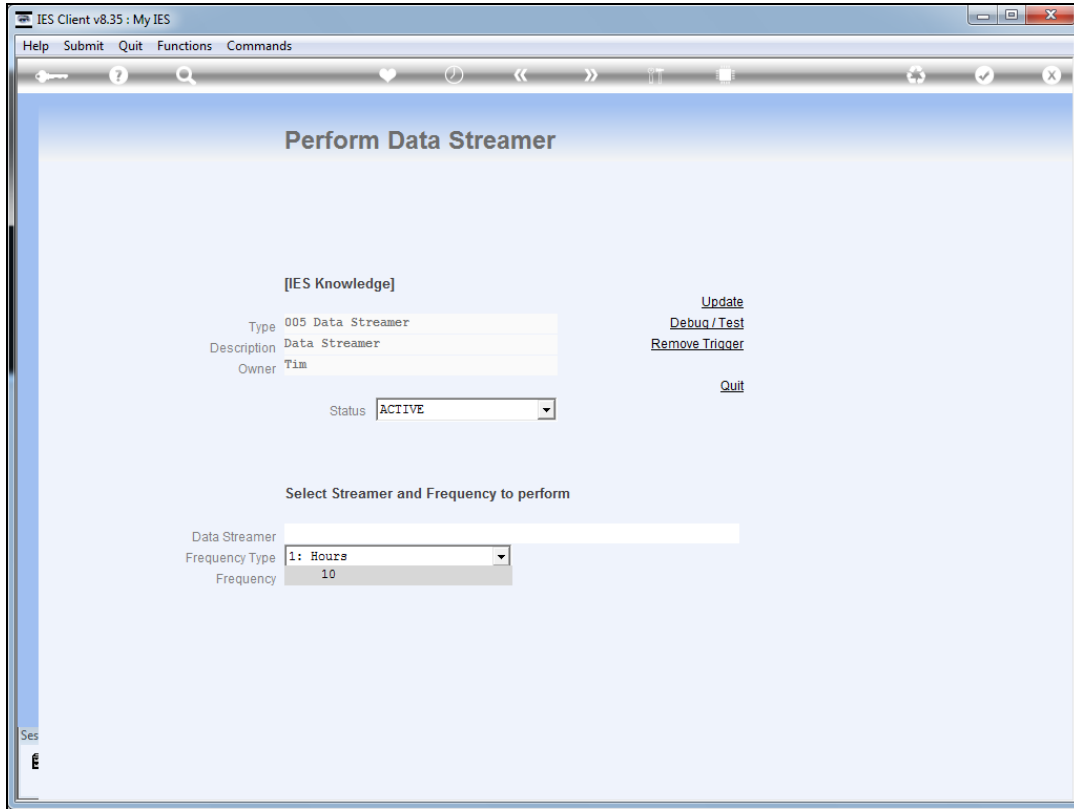 IES Client v8.35 : My IES
Help Submit Quit Functions Commands
Perform Data Streamer
[IES Knowledge]
Update
Type 005 Data Streamer
Debug / Test
Description Data Streamer
Remove Trigger
Owner Tim
Quit
Status ACTIVE
Select Streamer and Frequency to perform
Data Streamer
Frequency Type 1: Hours
Frequency 10
Ses